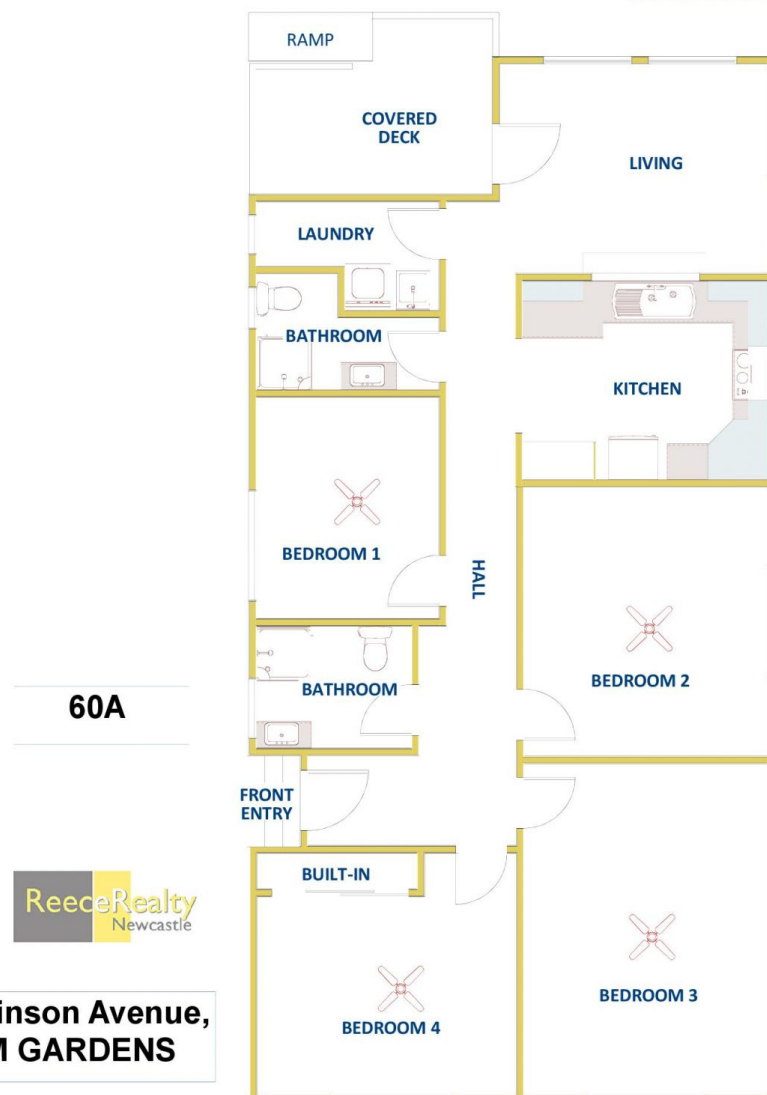 RAMP
COVERED
DECK
LIVING
LAUNDRY
BATHROOM
KITCHEN
BEDROOM 1
HALL
BEDROOM 2
BATHROOM
60A
FRONT
ENTRY
BUILT-IN
ReeceRealty
Newcastle
BEDROOM 3
inson Avenue,
M GARDENS
BEDROOM 4